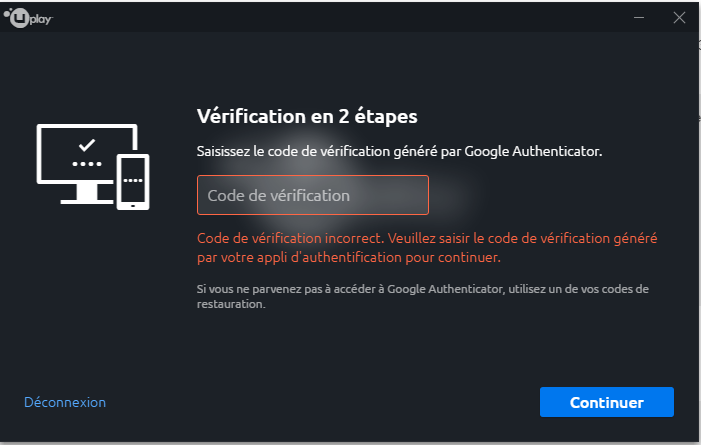 uplay
Vérification en 2 étapes
Saisissez le code de vérification généré par Google Authenticator.
Code de vérification
Code de vérification incorrect. Veuillez saisir le code de vérification généré
par votre appli d'authentification pour continuer.
Si vous ne parvenez pas à accéder à Google Authenticator, utilisez un de vos codes de
restauration.
Déconnexion
Continuer